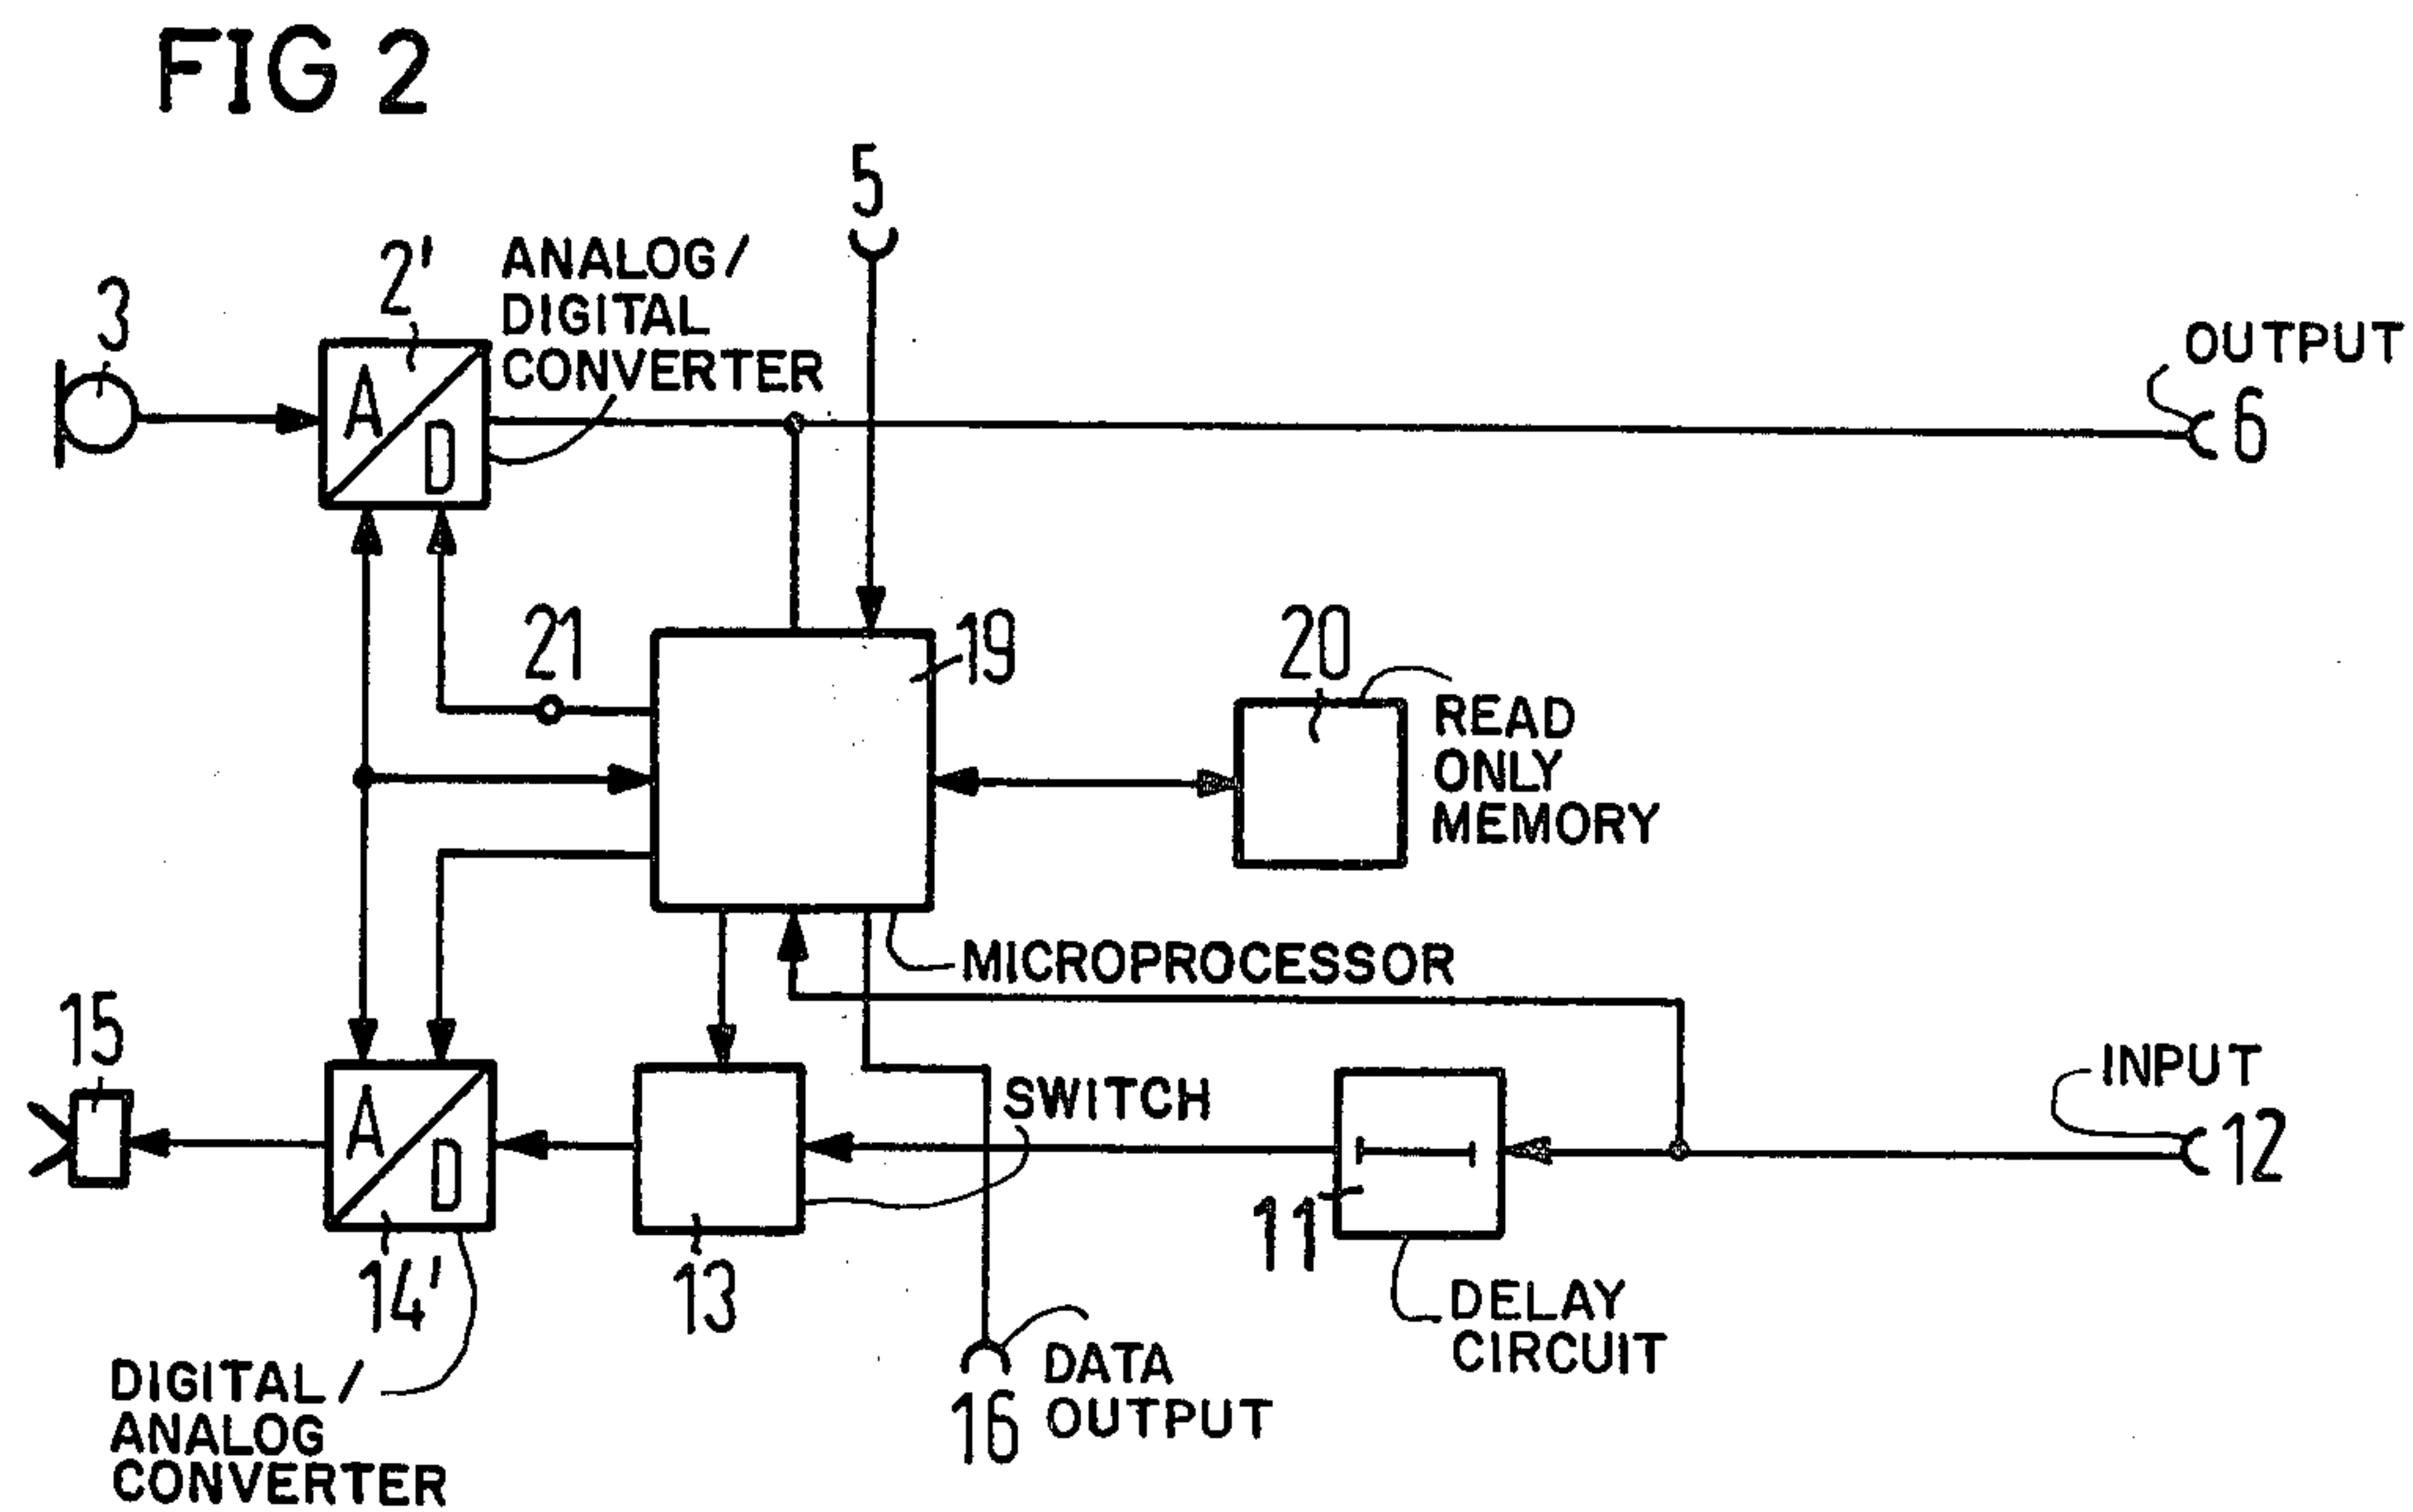 FIG 2
5
2'
ANALOG/
DIGITAL
CONVERTER
3
OUTPUT
6
A
D
21
19
20
READ
ONLY
MEMORY
MICROPROCESSOR
15
INPUT
12
A
D
SWITCH
11
14'
13
DELAY
CIRCUIT
DIGITAL/
ANALOG
CONVERTER
16
DATA
OUTPUT